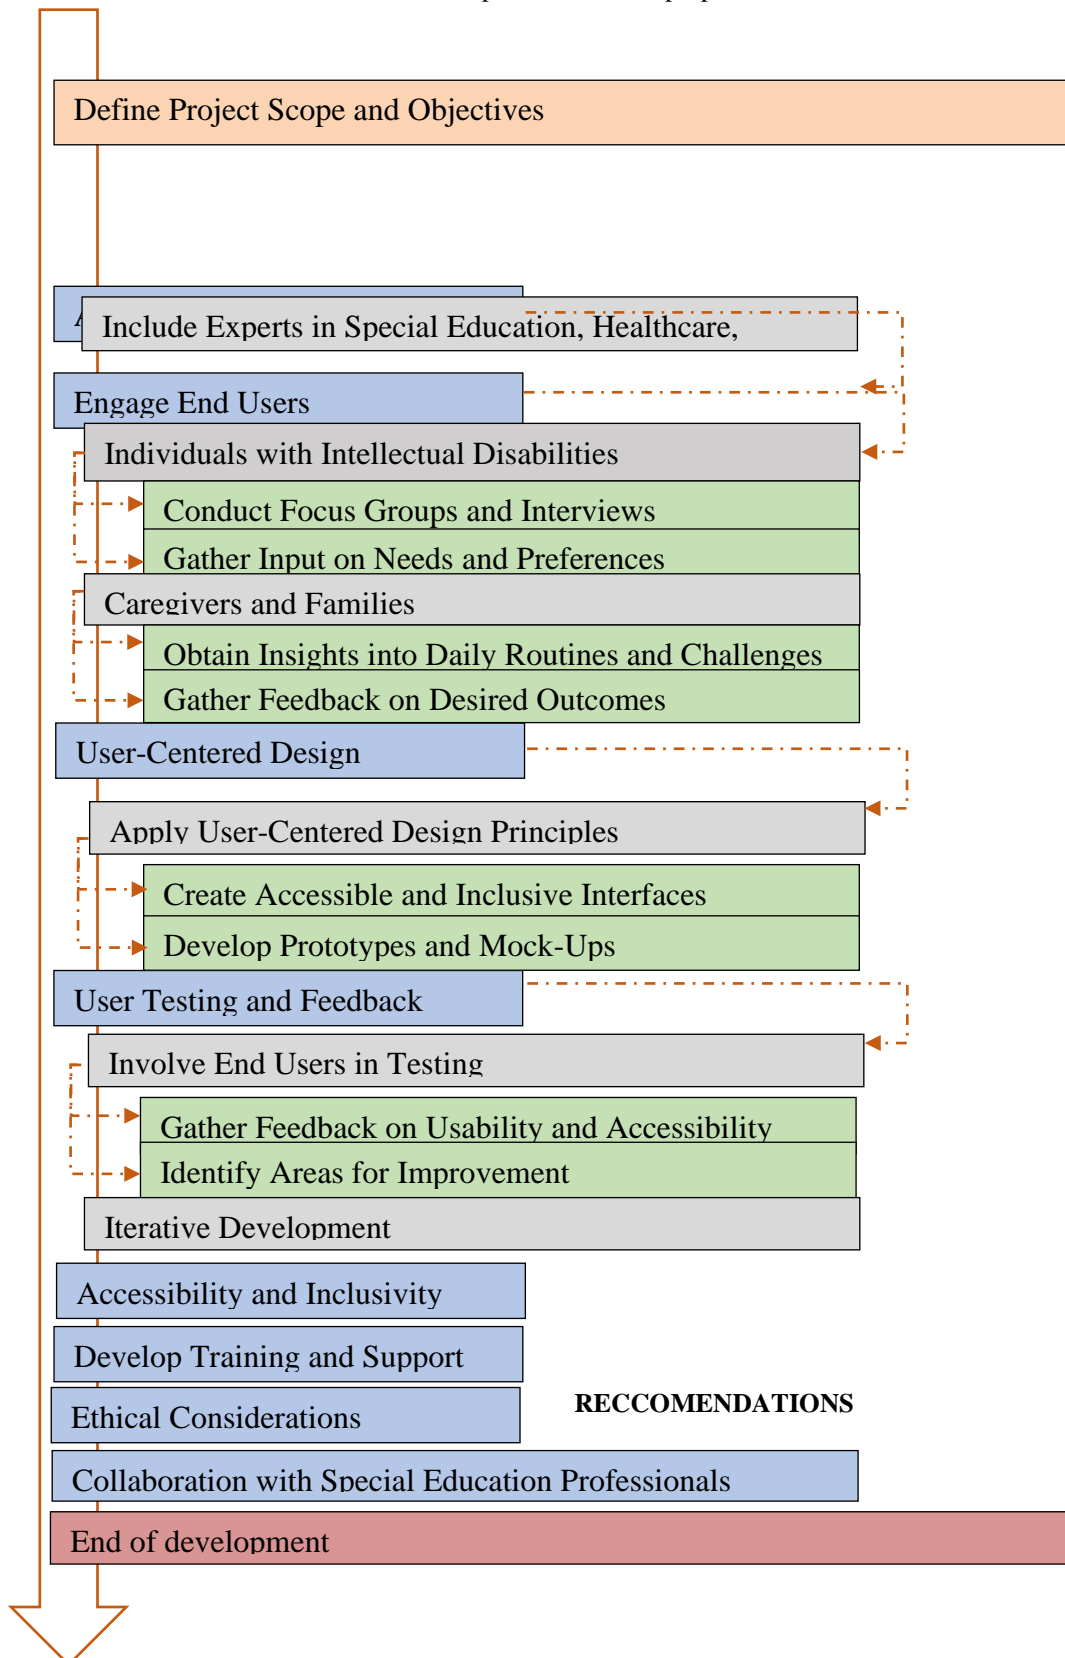 Define Project Scope and Objectives
Include Experts in Special Education, Healthcare,
Engage End Users
Individuals with Intellectual Disabilities
Conduct Focus Groups and Interviews
Gather Input on Needs and Preferences
Caregivers and Families
Obtain Insights into Daily Routines and Challenges
Gather Feedback on Desired Outcomes
User-Centered Design
Apply User-Centered Design Principles
Create Accessible and Inclusive Interfaces
Develop Prototypes and Mock-Ups
User Testing and Feedback
Involve End Users in Testing
Gather Feedback on Usability and Accessibility
Identify Areas for Improvement
Iterative Development
Accessibility and Inclusivity
Develop Training and Support
Ethical Considerations
RECCOMENDATIONS
Collaboration with Special Education Professionals
End of development